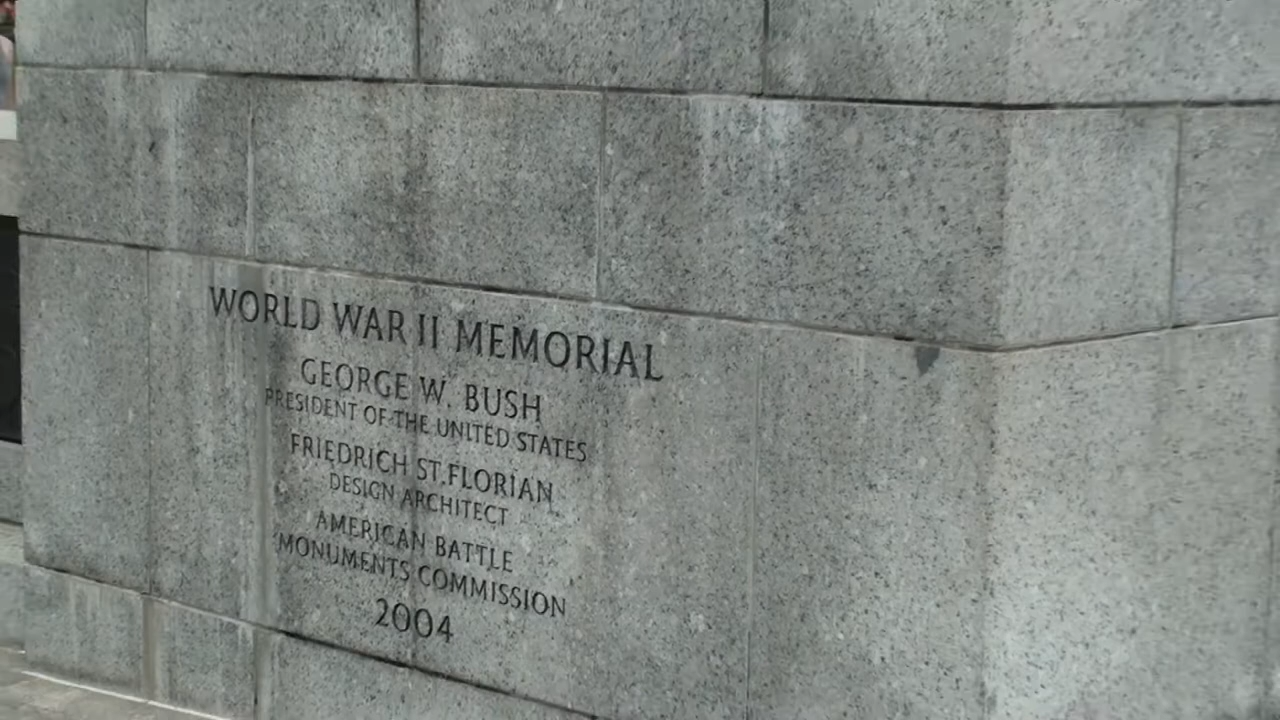 WORLD WAR II MEMORIAL
GEORGE W. BUSH
PRESIDENT OF THE UNITED STATES
FRIEDRICH ST.FLORIAN
DESIGN ARCHITECT
AMERICAN BATTLE
MONUMENTS COMMISSION
2004